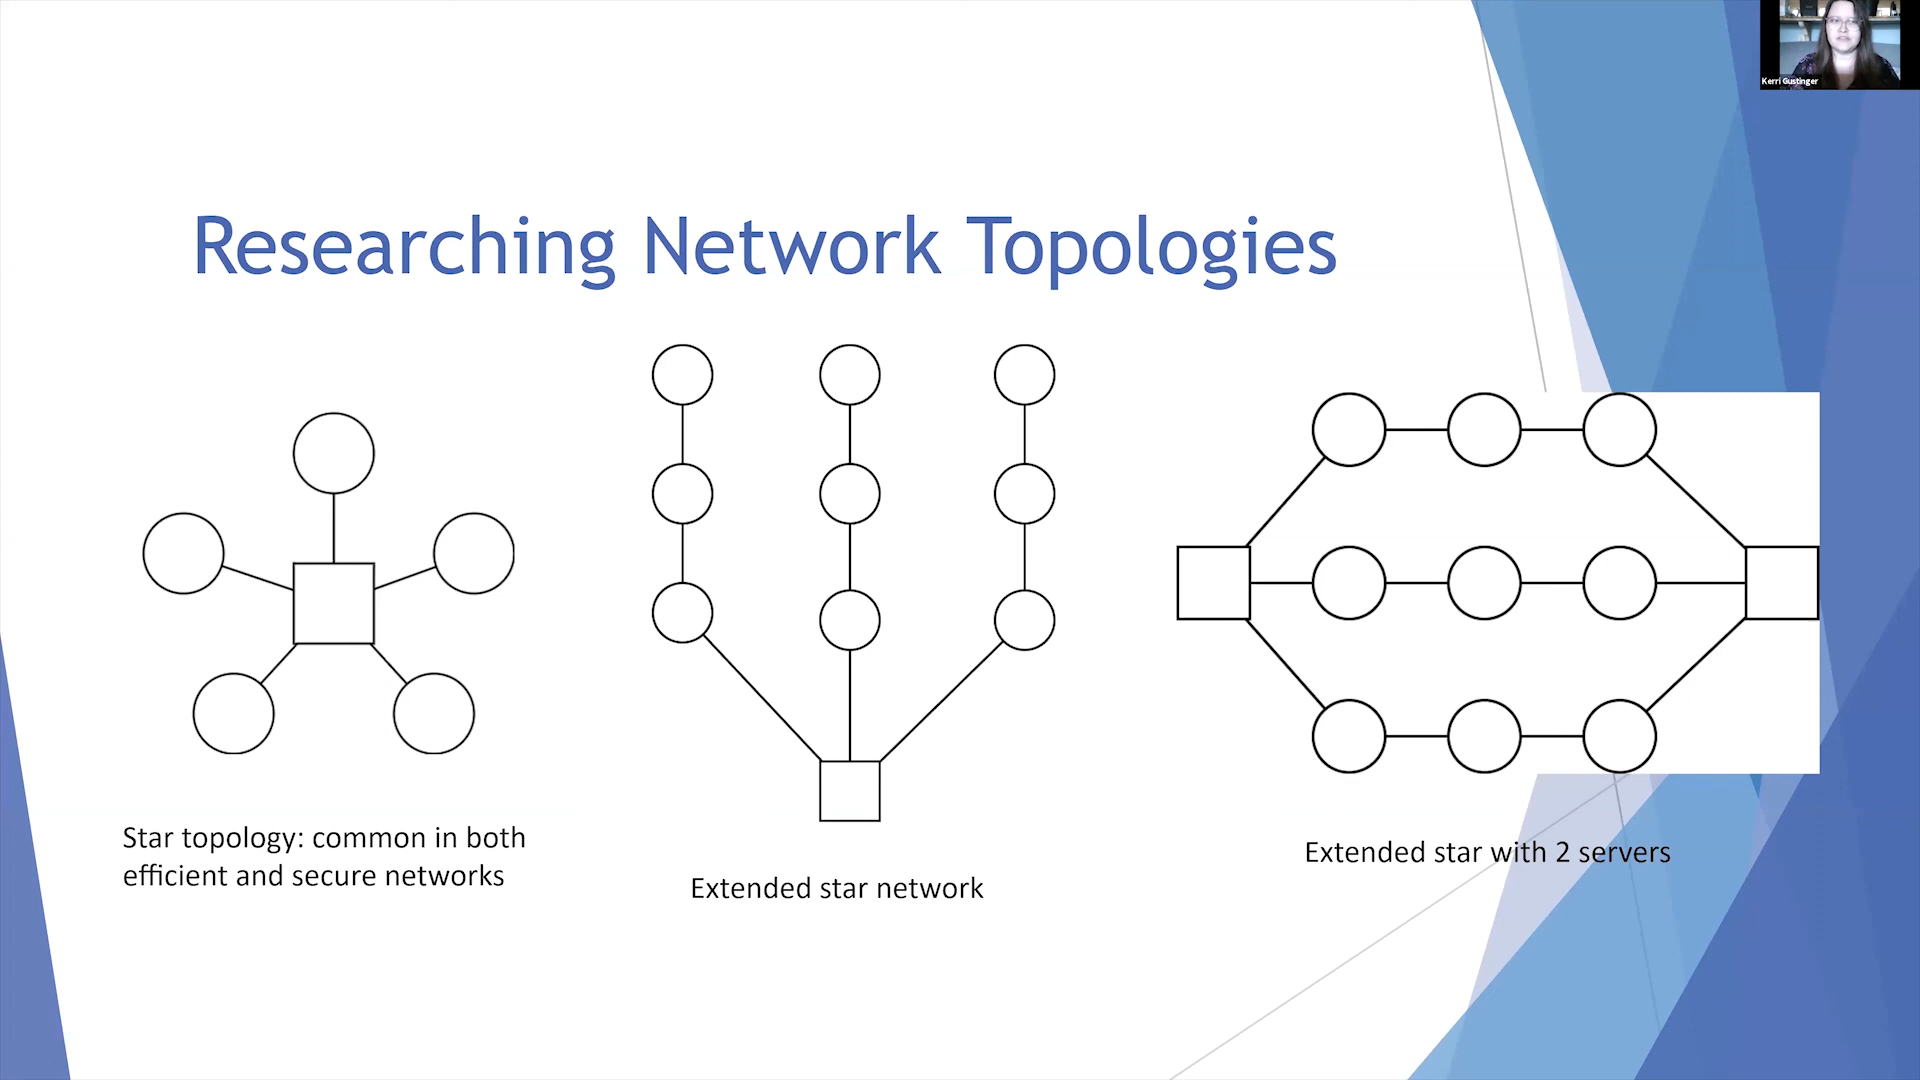 Kerri Gustinger
Researching Network Topologies
Star topology: common in both
efficient and secure networks
Extended star network
Extended star with 2 servers